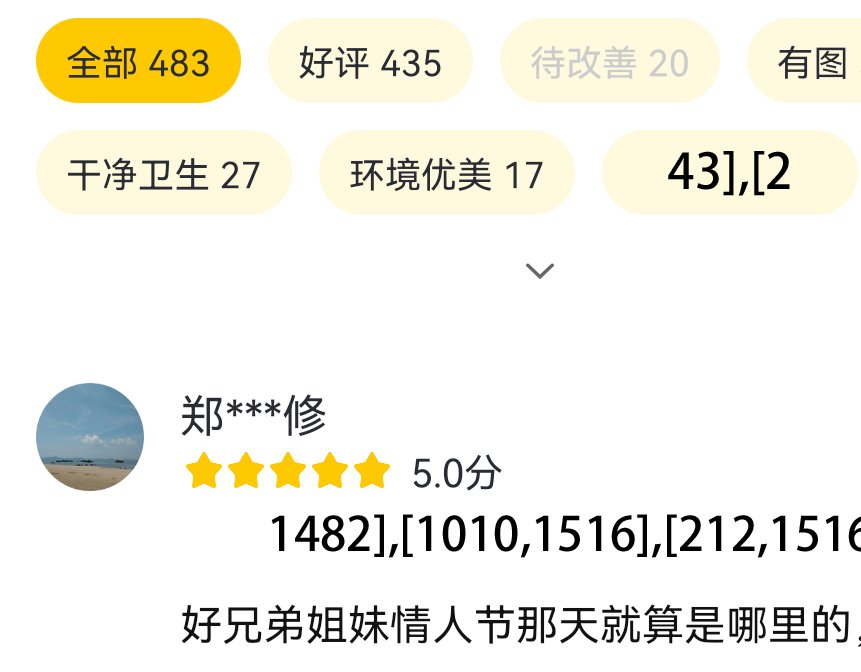 全部 483 好评 435 待改善 20 有图
干净卫生 27 环境优美 17 43],[2
郑***修
5.0分
1482],[1010,1516],[212,1516
好兄弟姐妹情人节那天就算是哪里的,